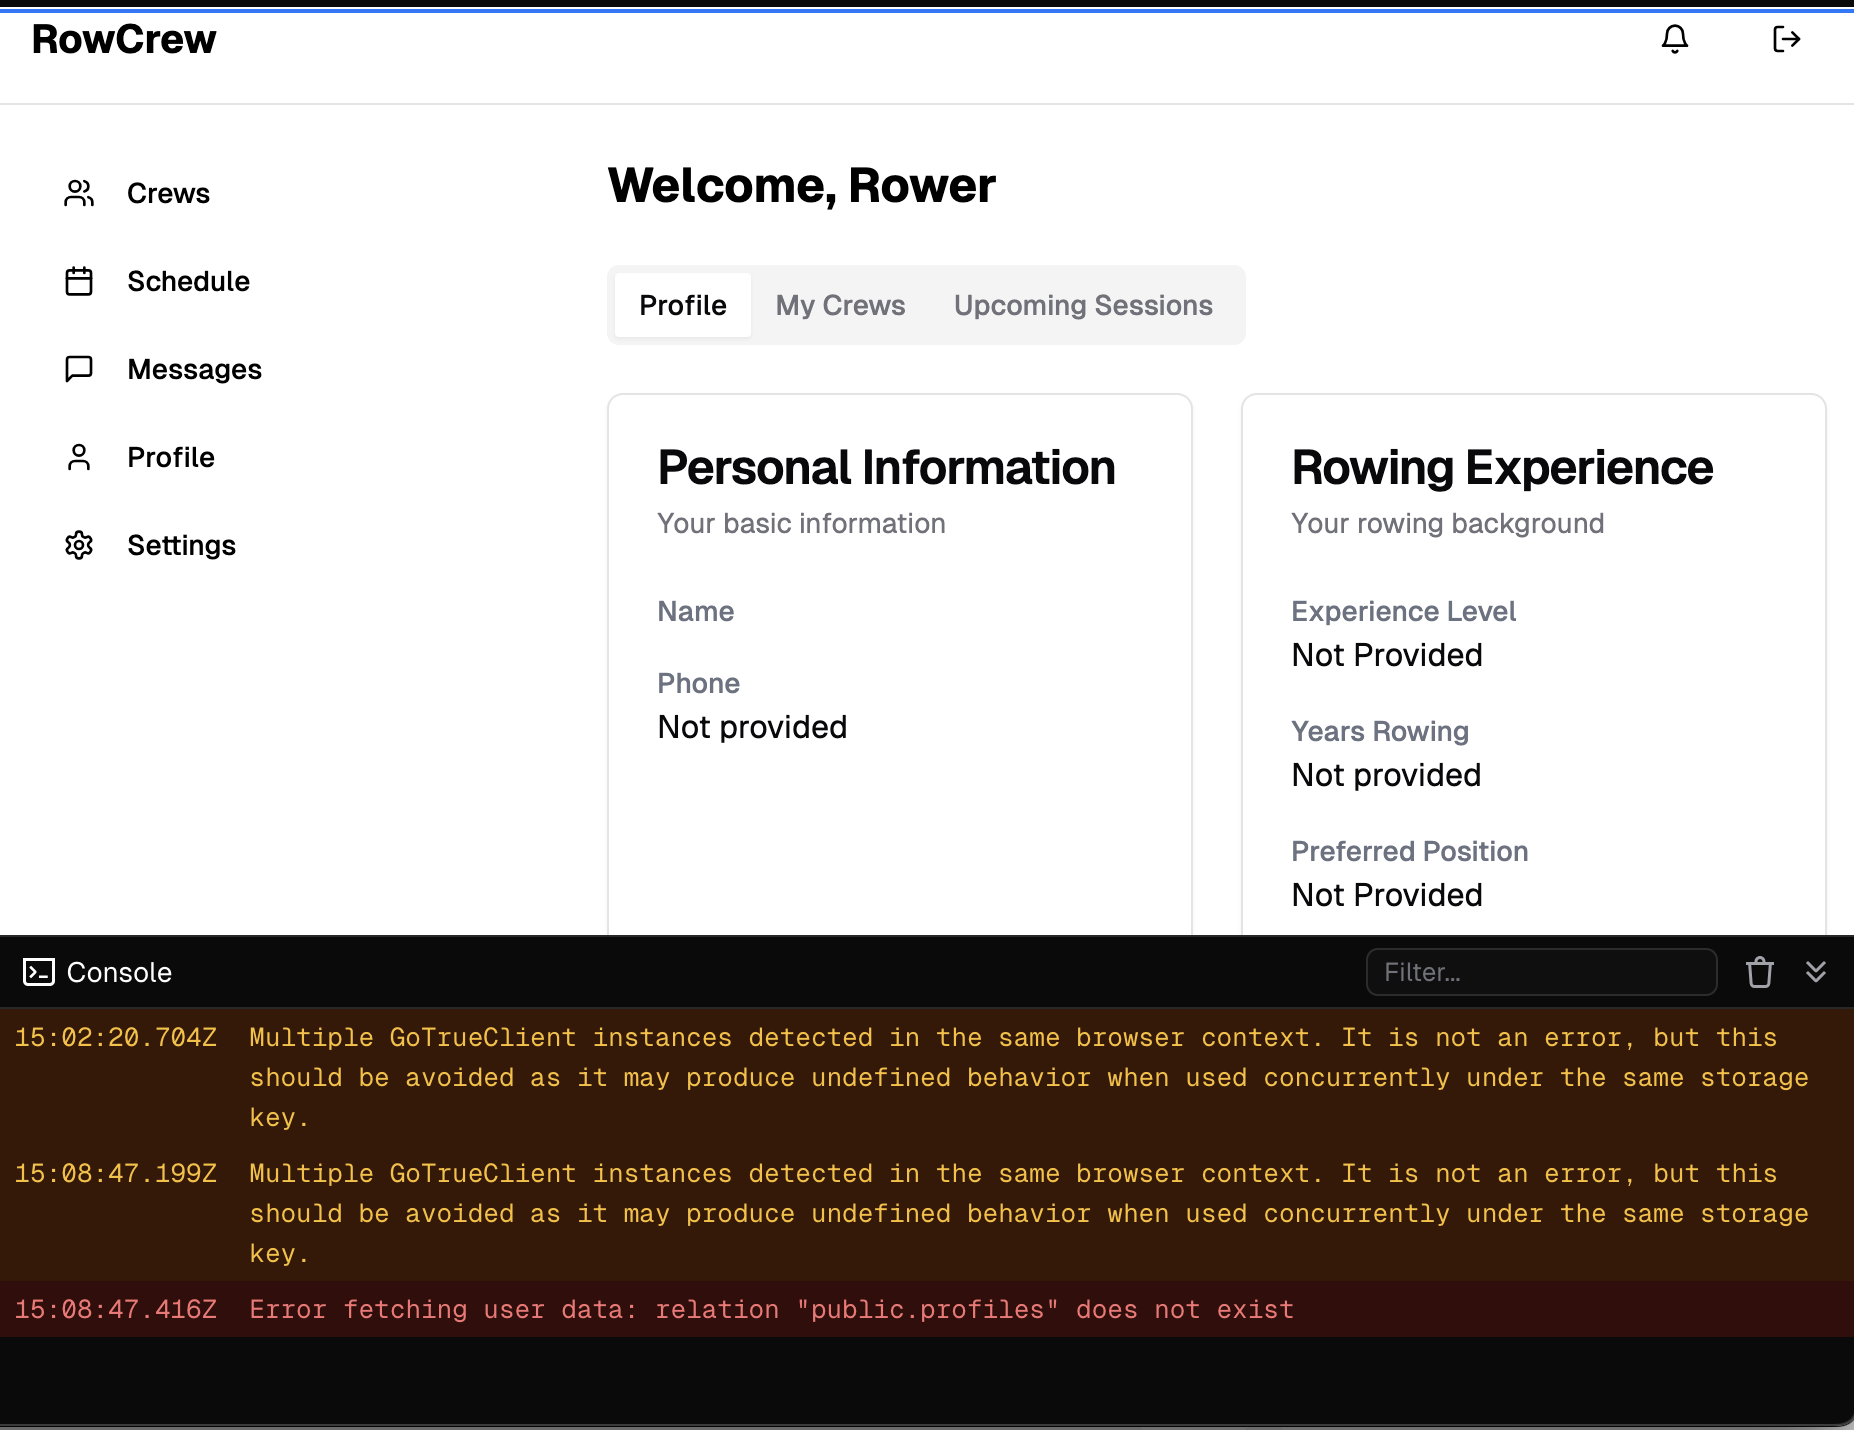 RowCrew
Crews
Schedule
Messages
Profile
Settings
Welcome, Rower
Profile
My Crews
Upcoming Sessions
Personal Information
Your basic information
Name
Phone
Not provided
Rowing Experience
Your rowing background
Experience Level
Not Provided
Years Rowing
Not provided
Preferred Position
Not Provided
Console
Filter...
15:02:20.704Z Multiple GoTrueClient instances detected in the same browser context. It is not an error, but this
should be avoided as it may produce undefined behavior when used concurrently under the same storage
key.
15:08:47.199Z Multiple GoTrueClient instances detected in the same browser context. It is not an error, but this
should be avoided as it may produce undefined behavior when used concurrently under the same storage
key.
15:08:47.416Z Error fetching user data: relation "public.profiles" does not exist